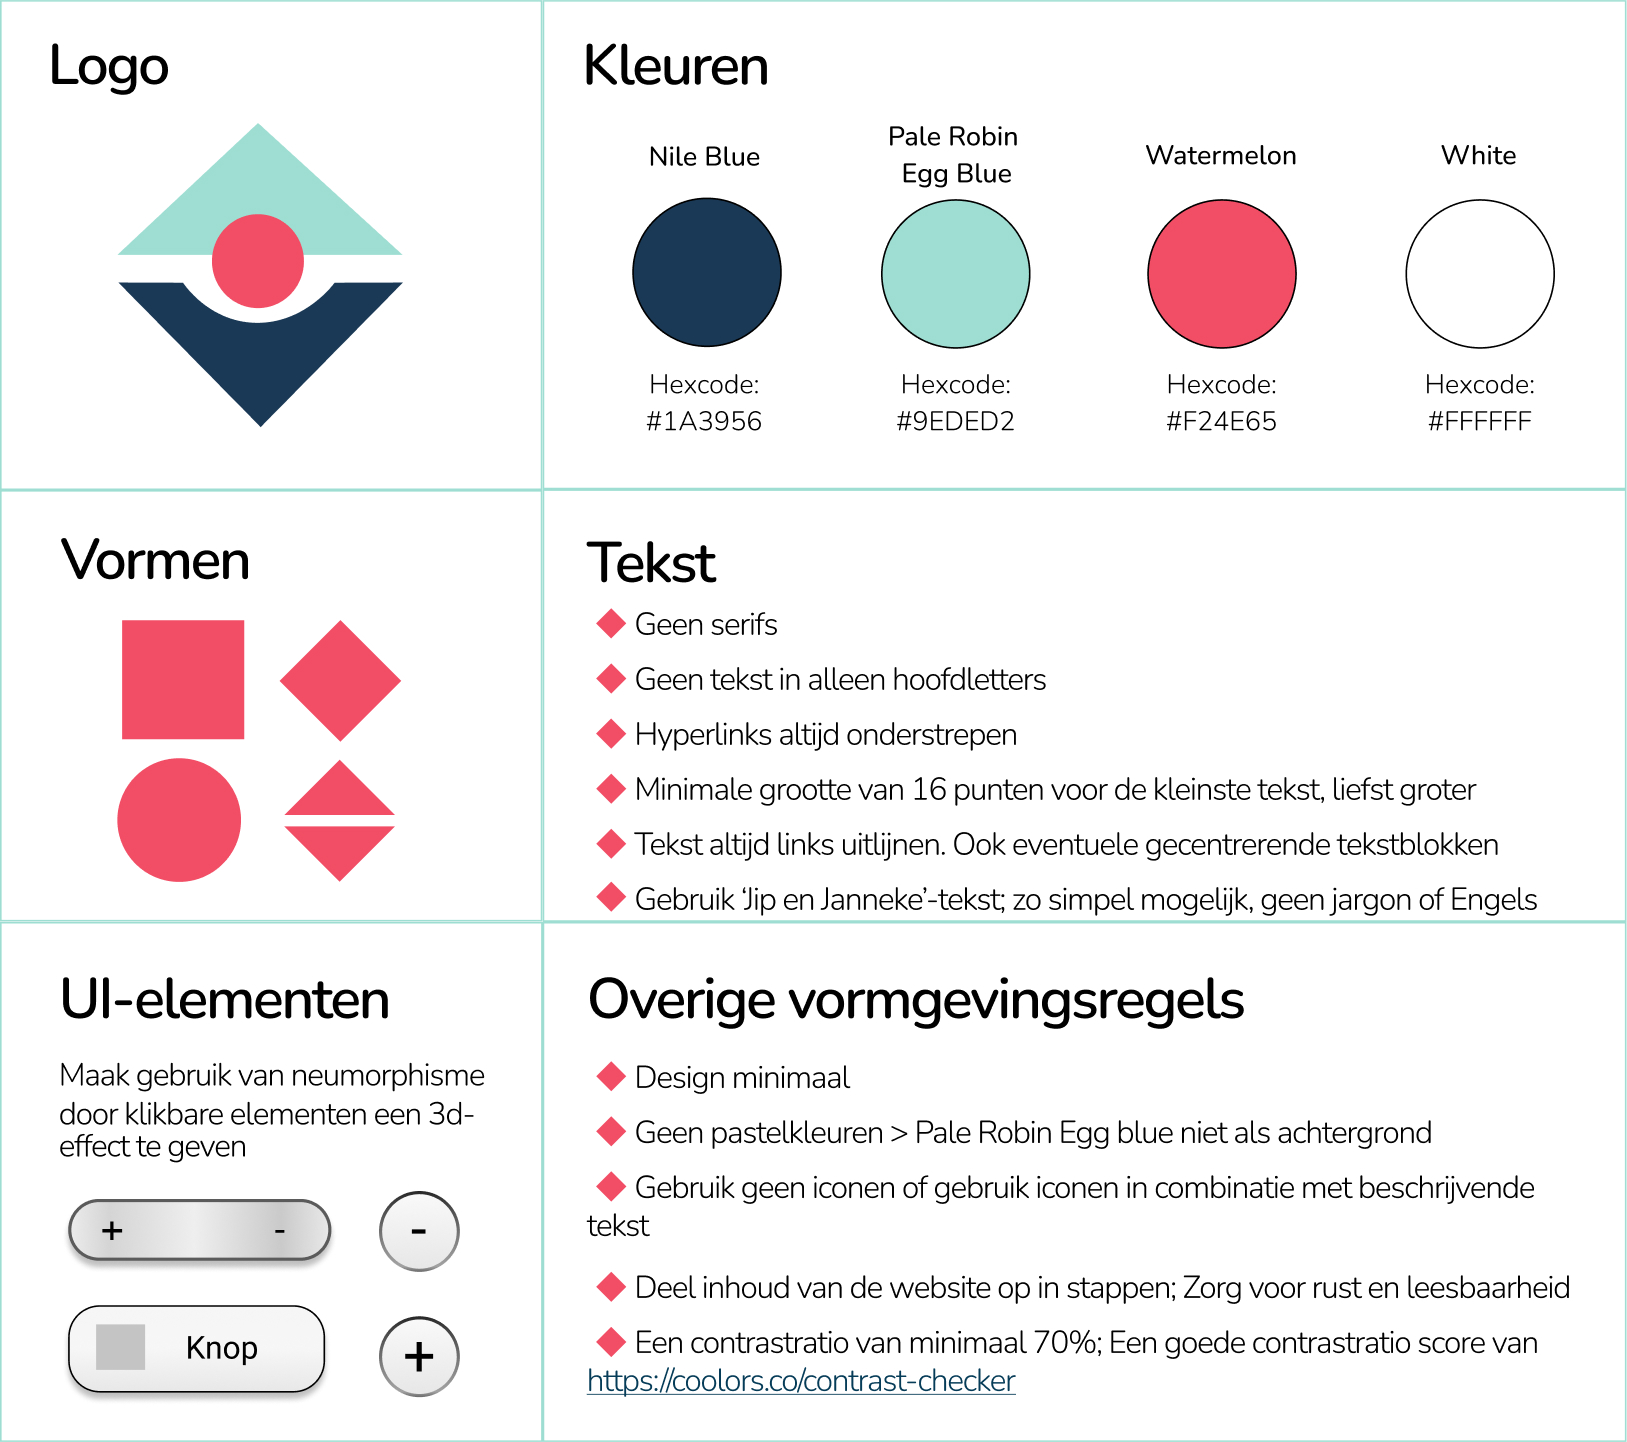 Logo
Kleuren
Nile Blue
Pale Robin
Egg Blue
Watermelon
White
Hexcode:
#1A3956
Hexcode:
#9EDED2
Hexcode:
#F24E65
Hexcode:
#FFFFFF
Vormen
Tekst
Geen serifs
Geen tekst in alleen hoofdletters
Hyperlinks altijd onderstrepen
Minimale grootte van 16 punten voor de kleinste tekst, liefst groter
Tekst altijd links uitlijnen. Ook eventuele gecentrerende tekstblokken
Gebruik ‘Jip en Janneke’-tekst; zo simpel mogelijk, geen jargon of Engels
UI-elementen
Maak gebruik van neumorphisme
door klikbare elementen een 3d-
effect te geven
+ -
-
Knop
+
Overige vormgevingsregels
Design minimaal
Geen pastelkleuren > Pale Robin Egg blue niet als achtergrond
Gebruik geen iconen of gebruik iconen in combinatie met beschrijvende
tekst
Deel inhoud van de website op in stappen; Zorg voor rust en leesbaarheid
Een contrastratio van minimaal 70%; Een goede contrastratio score van
https://coolors.co/contrast-checker